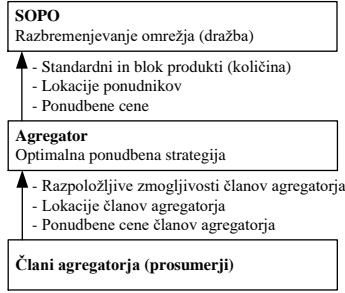 SOPO
Razbremenjevanje omrežja (dražba)
- Standardni in blok produkti (količina)
- Lokacije ponudnikov
- Ponudbene cene
Agregator
Optimalna ponudbena strategija
- Razpoložljive zmogljivosti članov agregatorja
- Lokacije članov agregatorja
- Ponudbene cene članov agregatorja
Člani agregatorja (prosumerji)